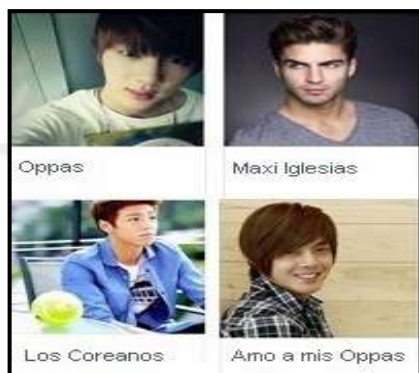 Oppas
Maxi Iglesias
Los Coreanos
Amo a mis Oppas